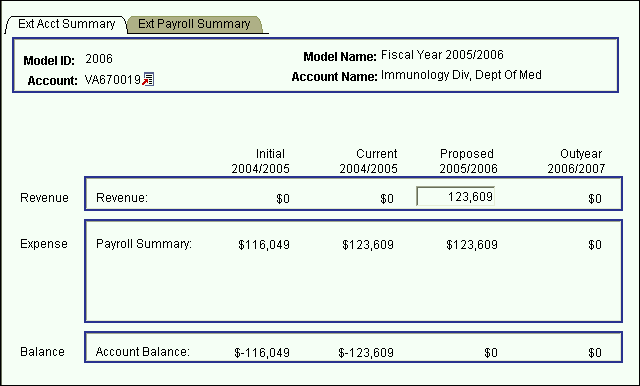 Ext Acct Summary Ext Payroll Summary
Model ID: 2006 Model Name: Fiscal Year 2005/2006
Account: VA670019 Account Name: Immunology Div, Dept Of Med
Initial Current Proposed Outyear
2004/2005 2004/2005 2005/2006 2006/2007
Revenue Revenue: $0 $0 123,609 $0
Expense Payroll Summary: $116,049 $123,609 $123,609 $0
Balance Account Balance: $-116,049 $-123,609 $0 $0